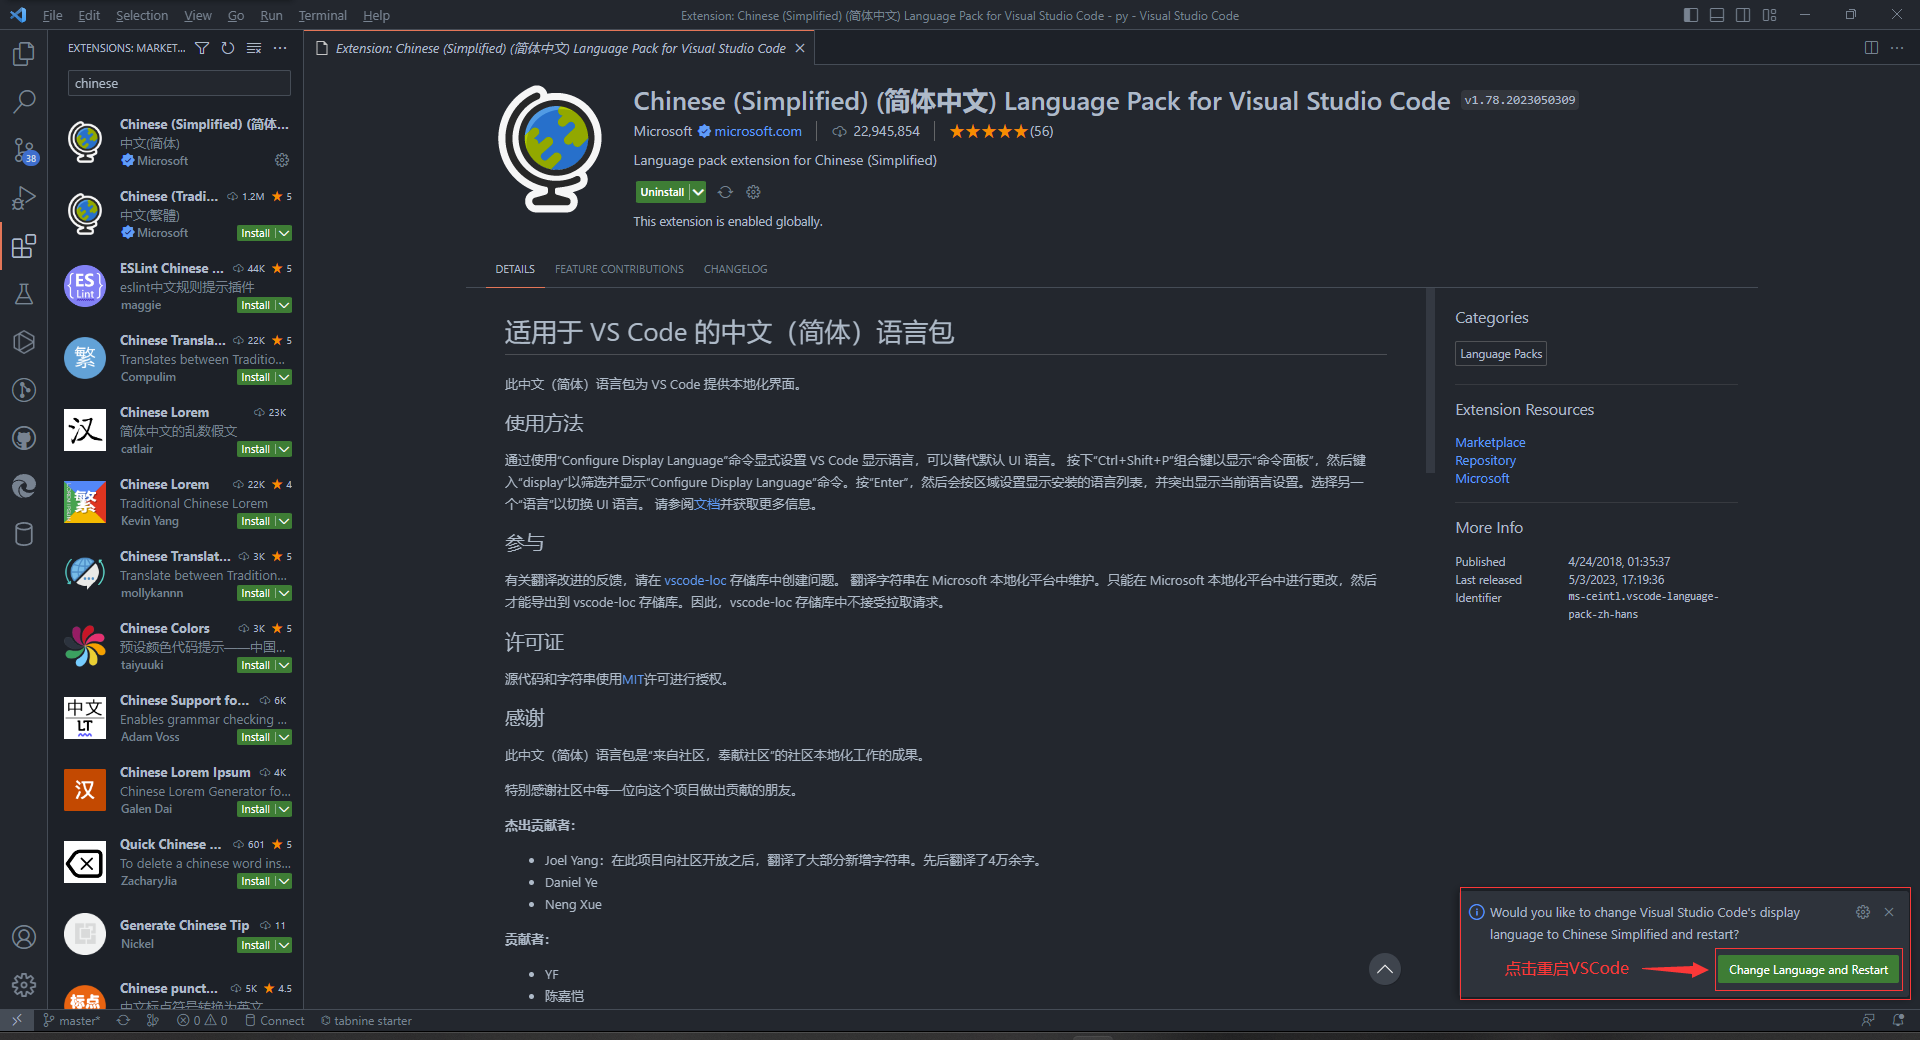 File Edit Selection View Go Run Terminal Help
Extension: Chinese (Simplified) (简体中文) Language Pack for Visual Studio Code - py - Visual Studio Code
EXTENSIONS: MARKET...
Extension: Chinese (Simplified) (简体中文) Language Pack for Visual Studio Code
chinese
Chinese (Simplified) (简体...
中文(简体)
Microsoft
Chinese (Tradi... 1.2M 5
中文(繁體)
Microsoft Install
ESLint Chinese ... 44K 5
eslint中文规则提示插件
maggie Install
{ES}
Lint
Chinese Transla... 22K 5
Translates between Traditio...
Compulim Install
繁
Chinese Lorem 23K
简体中文的乱数假文
catlair Install
汉
Chinese Lorem 22K 4
Traditional Chinese Lorem
Kevin Yang Install
繁
Chinese Translat... 3K 5
Translate between Tradition...
mollykannn Install
Chinese Colors 3K 5
预设颜色代码提示——中国...
taiyuuki Install
Chinese Support fo... 6K
Enables grammar checking ...
Adam Voss Install
中文
LT
Chinese Lorem Ipsum 4K
Chinese Lorem Generator fo...
Galen Dai Install
汉
Quick Chinese ... 601 5
To delete a chinese word ins...
ZacharyJia Install
Generate Chinese Tip 11
Nickel Install
Chinese punct... 5K 4.5
中文标点符号转换为英文
标点
38
Chinese (Simplified) (简体中文) Language Pack for Visual Studio Code v1.78.2023050309
Microsoft microsoft.com 22,945,854 (56)
Language pack extension for Chinese (Simplified)
Uninstall
This extension is enabled globally.
DETAILS FEATURE CONTRIBUTIONS CHANGELOG
适用于 VS Code 的中文（简体）语言包
此中文（简体）语言包为 VS Code 提供本地化界面。
使用方法
通过使用“Configure Display Language”命令显式设置 VS Code 显示语言，可以替代默认 UI 语言。 按下“Ctrl+Shift+P”组合键以显示“命令面板”，然后键
入“display”以筛选并显示“Configure Display Language”命令。按“Enter”，然后会按区域设置显示安装的语言列表，并突出显示当前语言设置。选择另一
个“语言”以切换 UI 语言。 请参阅文档并获取更多信息。
参与
有关翻译改进的反馈，请在 vscode-loc 存储库中创建问题。 翻译字符串在 Microsoft 本地化平台中维护。只能在 Microsoft 本地化平台中进行更改，然后
才能导出到 vscode-loc 存储库。因此，vscode-loc 存储库中不接受拉取请求。
许可证
源代码和字符串使用MIT许可进行授权。
感谢
此中文（简体）语言包是“来自社区，奉献社区”的社区本地化工作的成果。
特别感谢社区中每一位向这个项目做出贡献的朋友。
杰出贡献者：
Joel Yang：在此项目向社区开放之后，翻译了大部分新增字符串。先后翻译了4万余字。
Daniel Ye
Neng Xue
贡献者：
YF
陈嘉恺
Categories
Language Packs
Extension Resources
Marketplace
Repository
Microsoft
More Info
Published 4/24/2018, 01:35:37
Last released 5/3/2023, 17:19:36
Identifier ms-ceintl.vscode-language-
pack-zh-hans
Would you like to change Visual Studio Code's display
language to Chinese Simplified and restart?
点击重启VSCode
Change Language and Restart
master* 0 0 Connect tabnine starter